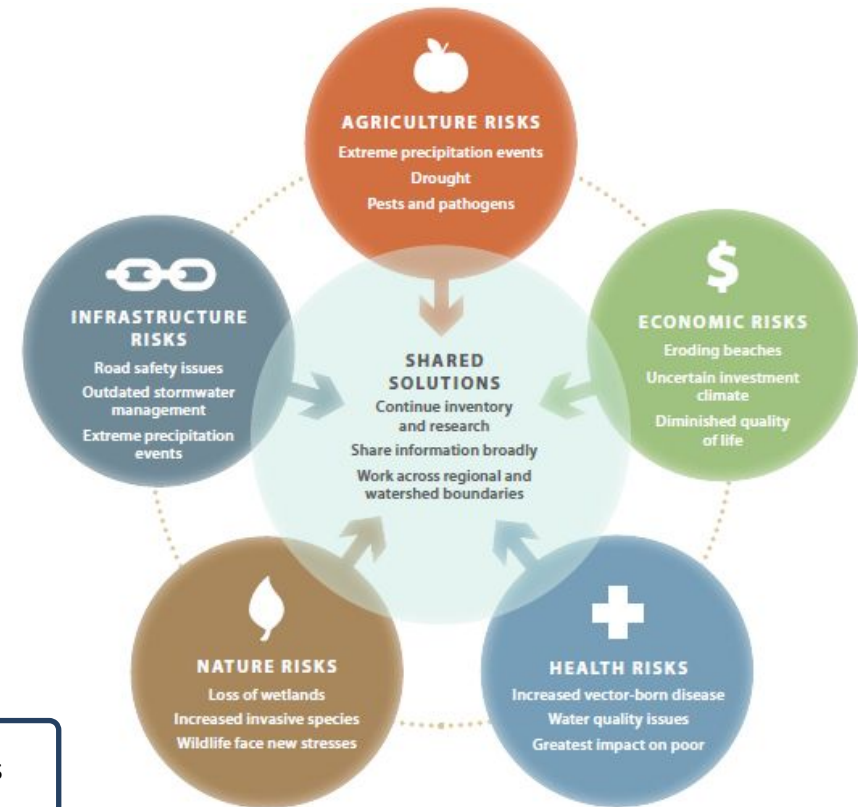 AGRICULTURE RISKS
Extreme precipitation events
Drought
Pests and pathogens
INFRASTRUCTURE
RISKS
Road safety issues
Outdated stormwater
management
Extreme precipitation
events
$
ECONOMIC RISKS
Eroding beaches
Uncertain investment
climate
Diminished quality
of life
SHARED
SOLUTIONS
Continue inventory
and research
Share information broadly
Work across regional and
watershed boundaries
NATURE RISKS
Loss of wetlands
Increased invasive species
Wildlife face new stresses
HEALTH RISKS
Increased vector-born disease
Water quality issues
Greatest impact on poor
s